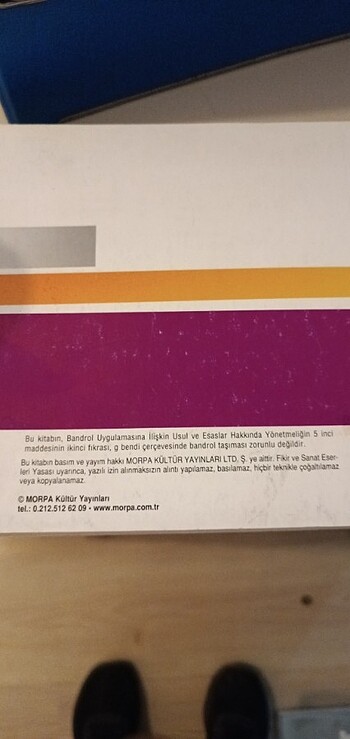 Bu kitabın, Bandrol Uygulamasına İlişkin Usul ve Esaslar Hakkında Yönetmeliğin 5 inci
maddesinin ikinci fıkrası, g bendi çerçevesinde bandrol taşıması zorunlu değildir.
Bu kitabın basım ve yayım hakkı MORPA KÜLTÜR YAYINLARI LTD. Ş. ye aittir. Fikir ve Sanat Eser-
leri Yasası uyarınca, yazılı izin alınmaksızın alıntı yapılamaz, basılamaz, hiçbir teknikle çoğaltılamaz
veya kopyalanamaz.
© MORPA Kültür Yayınları
tel.: 0.212.512 62 09 • www.morpa.com.tr